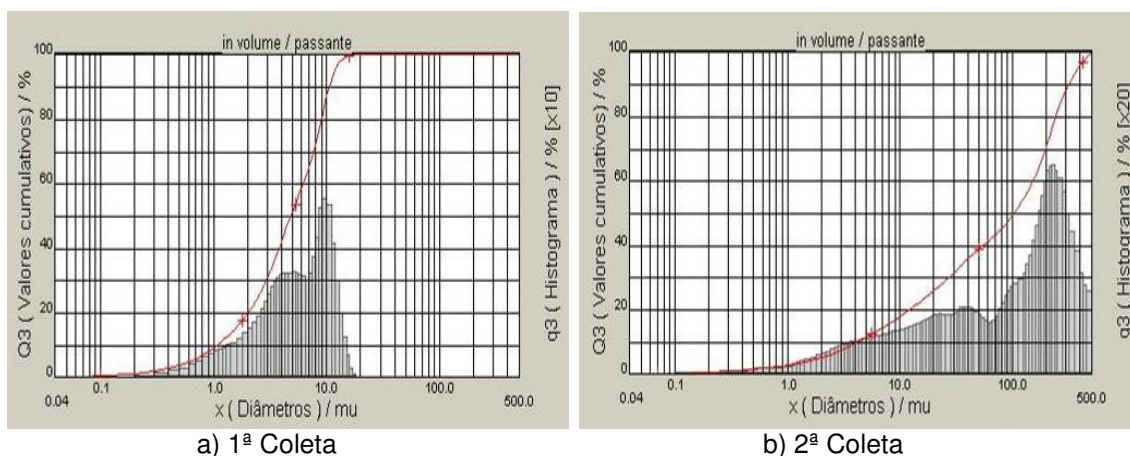 in volume / passante
Q3 ( Valores cumulativos ) / %
100
80
60
40
20
0
q3 ( Histograma ) / % [x10]
0.04
0.1
1.0
10.0
100.0
500.0
x ( Diâmetros ) / mu
a) 1ª Coleta
in volume / passante
Q3 ( Valores cumulativos ) / %
100
80
60
40
20
0
q3 ( Histograma ) / % [x20]
0.04
0.1
1.0
10.0
100.0
500.0
x ( Diâmetros ) / mu
b) 2ª Coleta